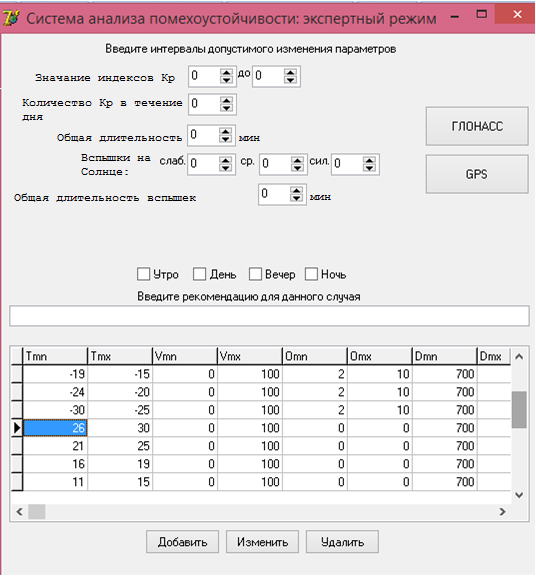 Система анализа помехоустойчивости: экспертный режим
Введите интервалы допустимого изменения параметров
Значение индексов Kp 0 до 0
Количество Kp в течение 0
дня
Общая длительность 0 мин
Вспышки на слаб. 0 ср. 0 сил. 0
Солнце:
Общая длительность вспышек 0 мин
ГЛОНАСС
GPS
Утро День Вечер Ночь
Введите рекомендацию для данного случая
Tmn Tmx Vmn Vmx Omn Omx Dmn Dmx
-19 -15 0 100 2 10 700
-24 -20 0 100 2 10 700
-30 -25 0 100 2 10 700
26 30 0 100 0 0 700
21 25 0 100 0 0 700
16 19 0 100 0 0 700
11 15 0 100 0 0 700
Добавить Изменить Удалить